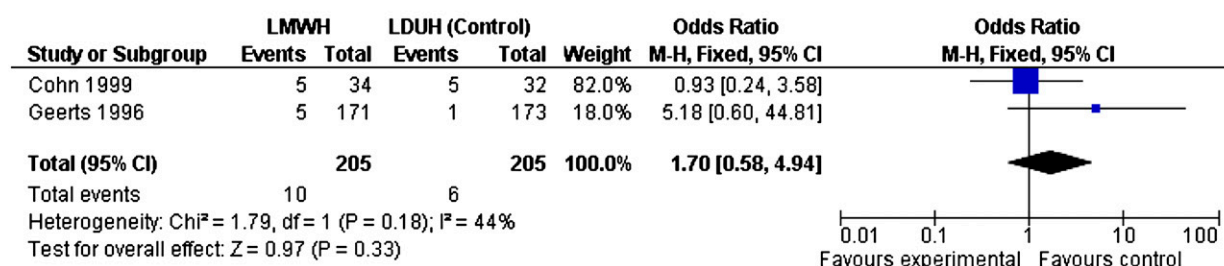 LMWH LDUH (Control) Odds Ratio Odds Ratio
Study or Subgroup Events Total Events Total Weight M-H, Fixed, 95% CI M-H, Fixed, 95% CI
Cohn 1999 5 34 5 32 82.0% 0.93 [0.24, 3.58]
Geerts 1996 5 171 1 173 18.0% 5.18 [0.60, 44.81]
Total (95% CI) 205 205 100.0% 1.70 [0.58, 4.94]
Total events 10 6
Heterogeneity: Chi² = 1.79, df = 1 (P = 0.18); I² = 44%
Test for overall effect: Z = 0.97 (P = 0.33)
0.01 0.1 1 10 100
Favours experimental Favours control